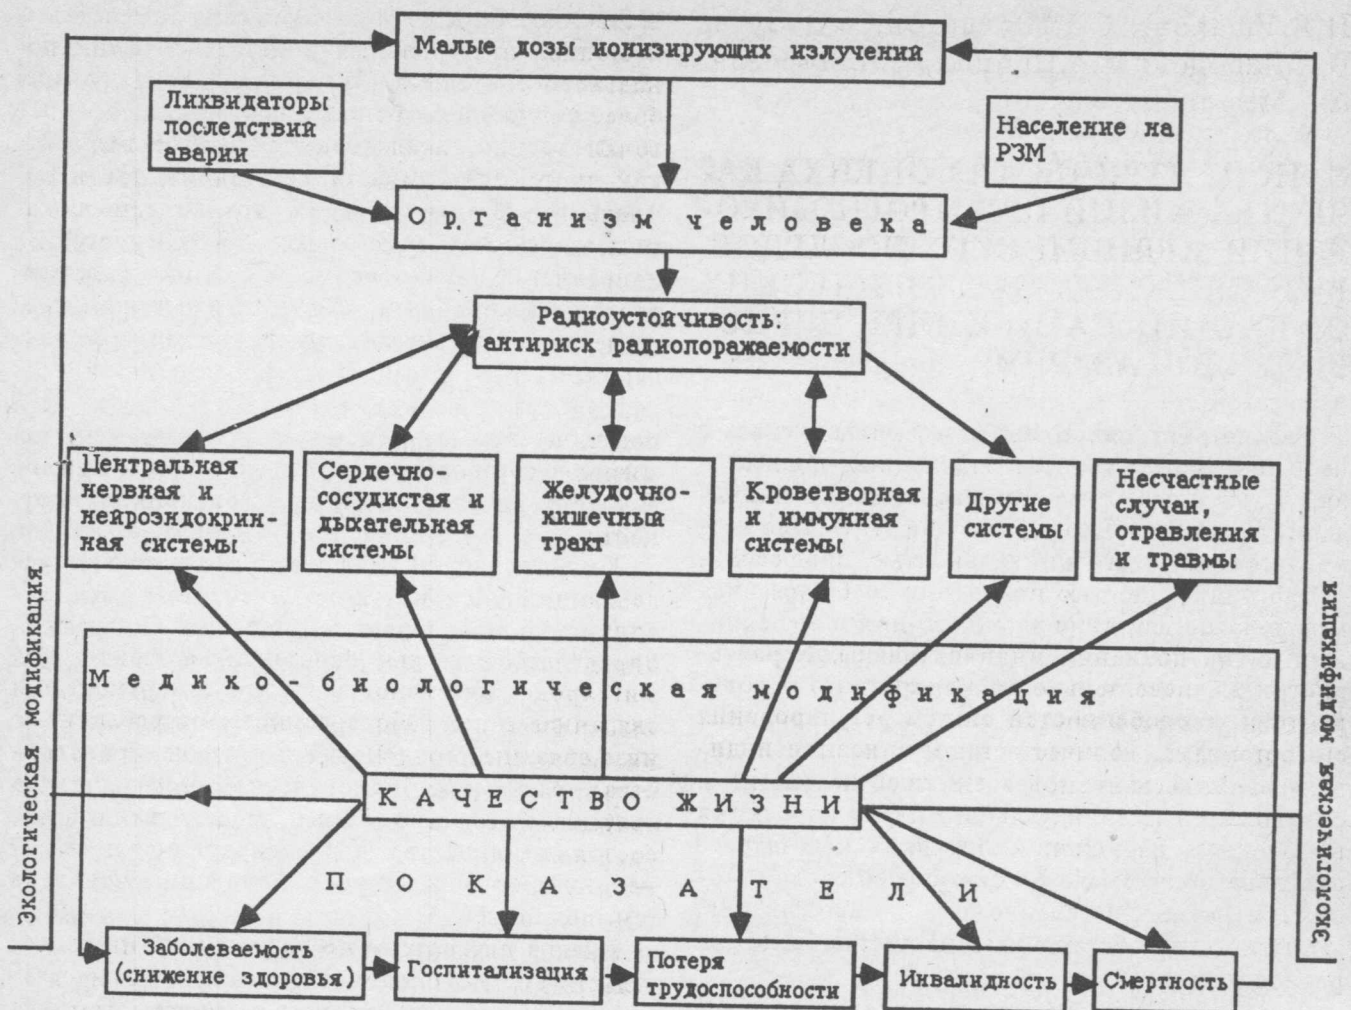 Малые дозы ионизирующих излучений
Ликвидаторы
последствий
аварии
Население на
РЗМ
Организм человека
Радиоустойчивость:
антириск радиопоражаемости
Центральная
нервная и
нейроэндокрин-
ная системы
Сердечно-
сосудистая и
дыхательная
системы
Желудочно-
кишечный
тракт
Кроветворная
и иммунная
системы
Другие
системы
Несчастные
случаи,
отравления
и травмы
Экологическая модификация
Экологическая модификация
Медико-биологическая модификация
КАЧЕСТВО ЖИЗНИ
ПОКАЗАТЕЛИ
Заболеваемость
(снижение здоровья)
Госпитализация
Потеря
трудоспособности
Инвалидность
Смертность